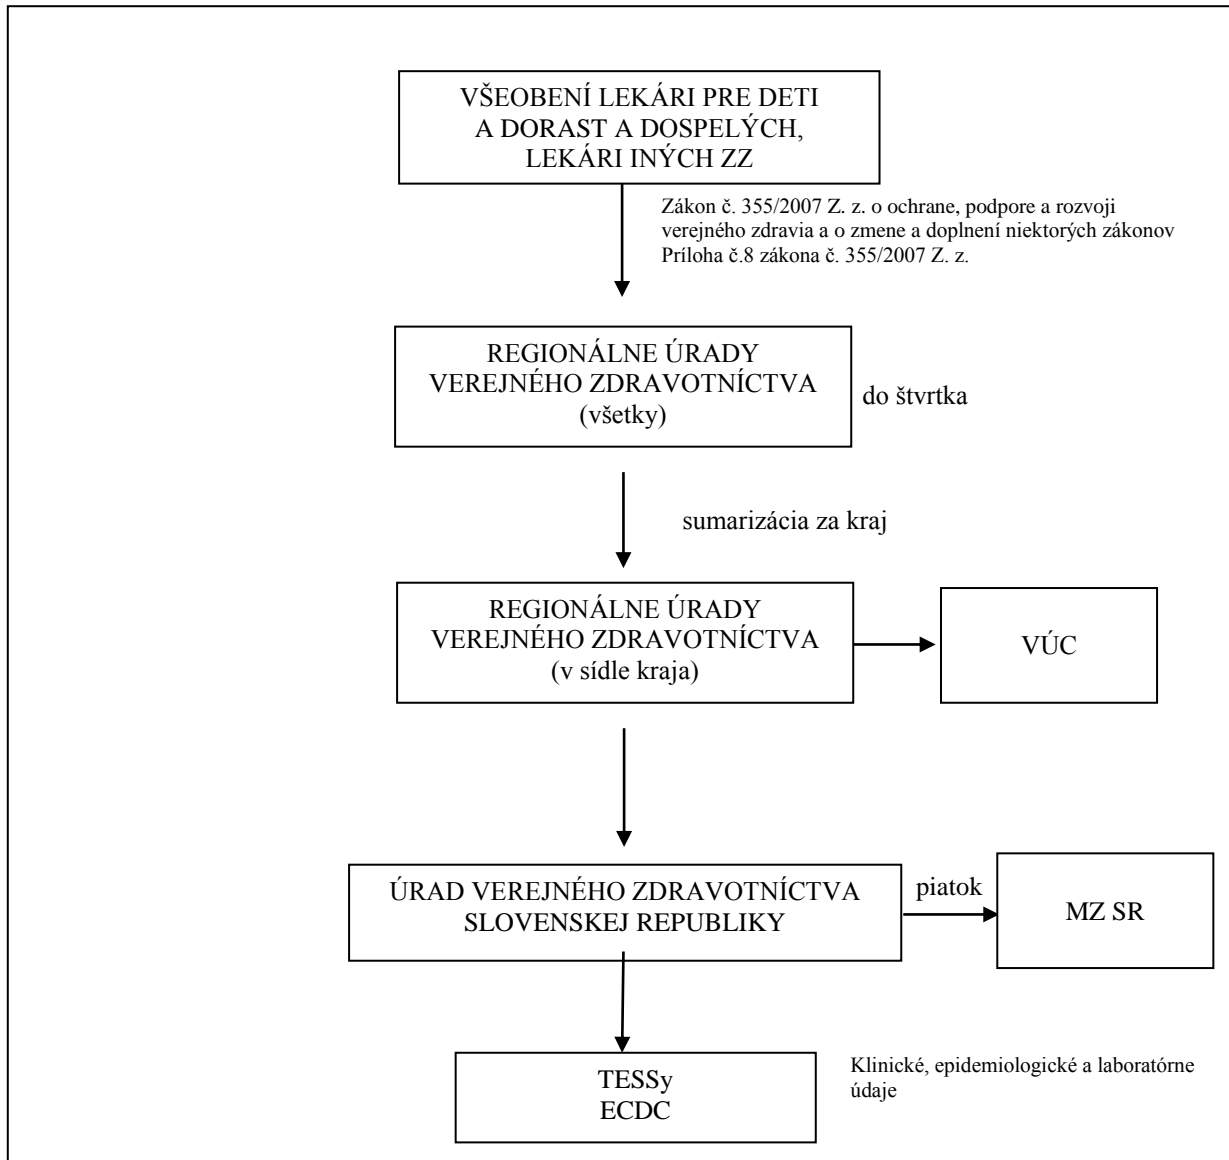 VŠEOBENÍ LEKÁRI PRE DETI
A DORAST A DOSPELÝCH,
LEKÁRI INÝCH ZZ
Zákon č. 355/2007 Z. z. o ochrane, podpore a rozvoji
verejného zdravia a o zmene a doplnení niektorých zákonov
Príloha č.8 zákona č. 355/2007 Z. z.
REGIONÁLNE ÚRADY
VEREJNÉHO ZDRAVOTNÍCTVA
(všetky)
do štvrtka
sumarizácia za kraj
REGIONÁLNE ÚRADY
VEREJNÉHO ZDRAVOTNÍCTVA
(v sídle kraja)
VÚC
ÚRAD VEREJNÉHO ZDRAVOTNÍCTVA
SLOVENSKEJ REPUBLIKY
piatok
MZ SR
TESSy
ECDC
Klinické, epidemiologické a laboratórne
údaje